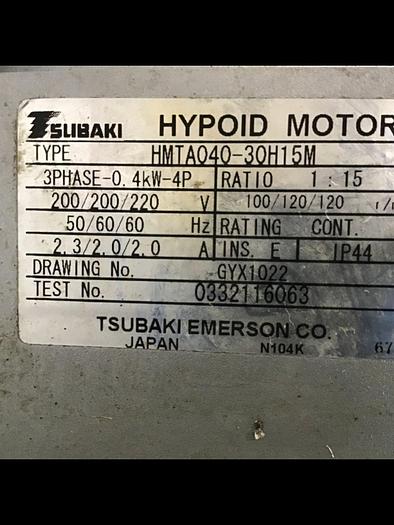 TSUBAKI HYPOID MOTOR
TYPE HMTA040-30H15M
3PHASE-0.4kW-4P RATIO 1:15
200/200/220 V 100/120/120 r/
50/60/60 Hz RATING CONT.
2.3/2.0/2.0 A INS. E IP44
DRAWING No. GYX1022
TEST No. 0332116063
TSUBAKI EMERSON CO.
JAPAN N104K 67